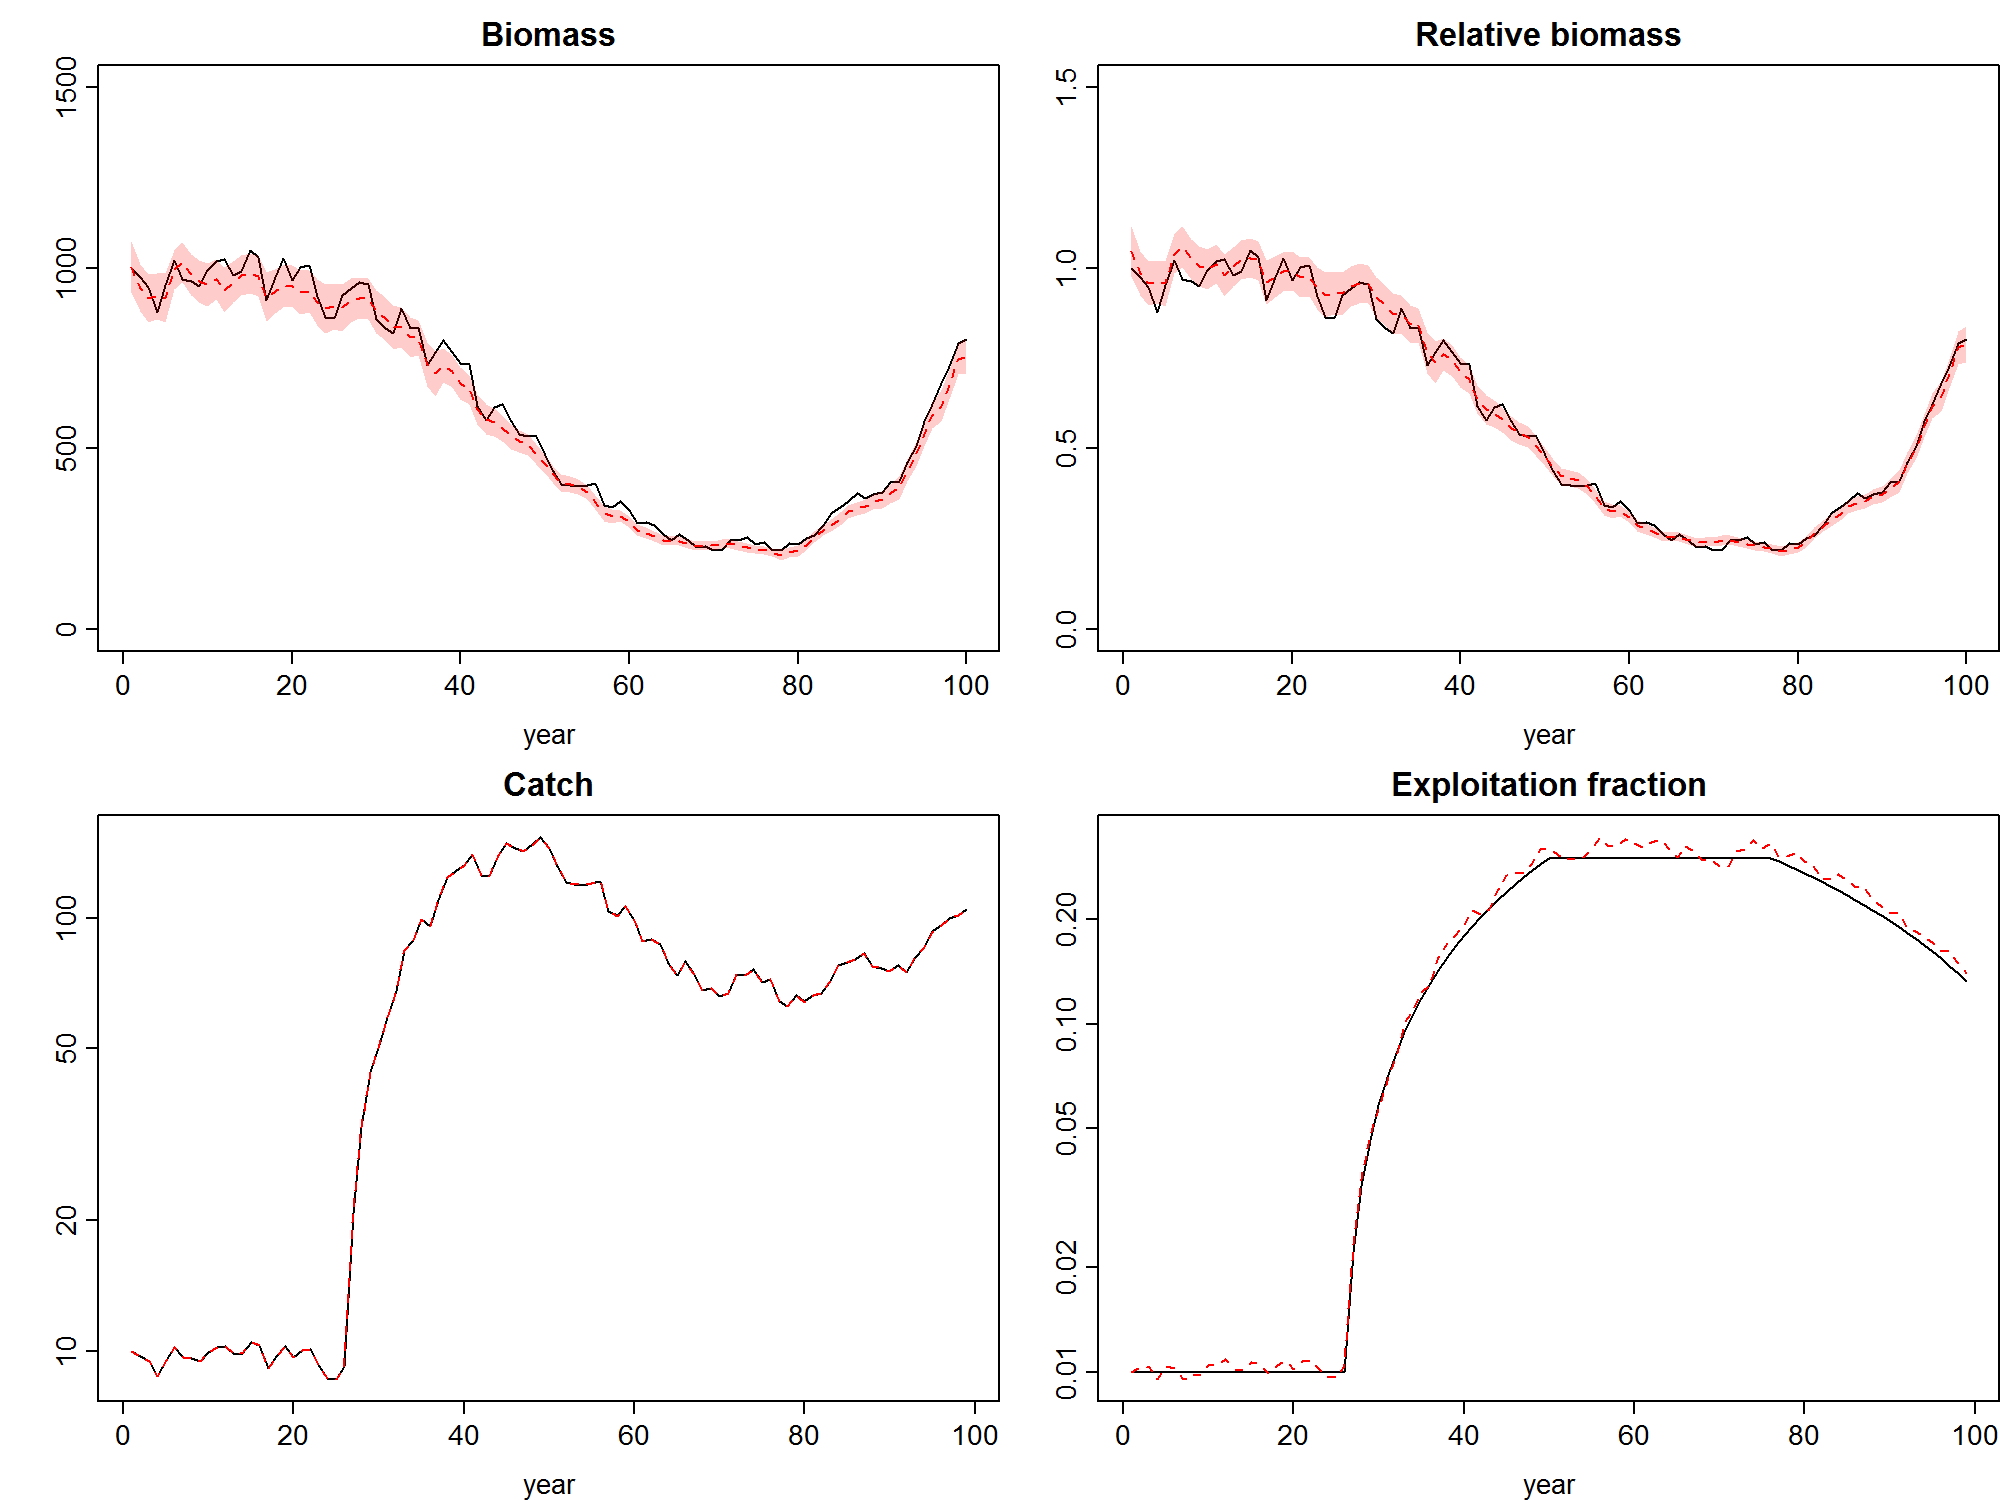 Biomass
1500
1000
500
0
0 20 40 60 80 100
year
Relative biomass
1.5
1.0
0.5
0.0
0 20 40 60 80 100
year
Catch
100
50
20
10
0 20 40 60 80 100
year
Exploitation fraction
0.20
0.10
0.05
0.02
0.01
0 20 40 60 80 100
year